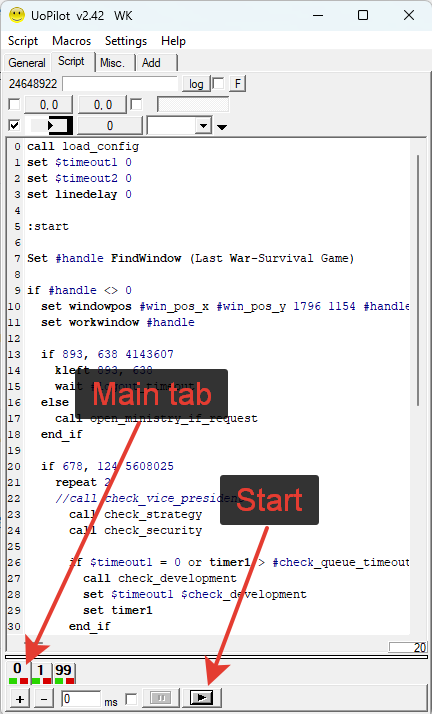 UoPilot v2.42 WK
Script Macros Settings Help
General Script Misc. Add
24648922 log F
0, 0 0, 0
0
0 call load_config
1 set $timeout1 0
2 set $timeout2 0
3 set linedelay 0
4
5 :start
6
7 Set #handle FindWindow (Last War-Survival Game)
8
9 if #handle <> 0
10 set windowpos #win_pos_x #win_pos_y 1796 1154 #handle
11 set workwindow #handle
12
13 if 893, 638 4143607
14 kleft 893, 638
15 wait
16 else
Main tab
17 call open_ministry_if_request
18 end_if
19
20 if 678, 124 5608025
21 repeat 2
22 //call check_vice_president
23 call check_strategy
Start
24 call check_security
25
26 if $timeout1 = 0 or timer1 > #check_queue_timeout
27 call check_development
28 set $timeout1 $check_development
29 set timer1
30 end_if
20
0 1 99
+ - 0 ms